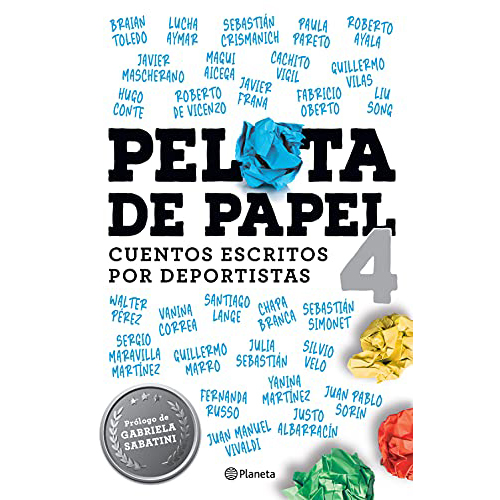 BRAIAN TOLEDO
LUCHA AYMAR
SEBASTIÁN CRISMANICH
PAULA PARETO
ROBERTO AYALA
JAVIER MASCHERANO
MAGUI AICEGA
CACHITO VIGIL
GUILLERMO VILAS
HUGO CONTE
ROBERTO DE VICENZO
JAVIER FRANA
FABRICIO OBERTO
LIU SONG
PELOTA
DE PAPEL
CUENTOS ESCRITOS
POR DEPORTISTAS
4
WALTER PÉREZ
VANINA CORREA
SANTIAGO LANGE
CHAPA BRANCA
SEBASTIÁN SIMONET
SERGIO MARAVILLA MARTÍNEZ
GUILLERMO MARRO
JULIA SEBASTIÁN
SILVIO VELO
FERNANDA RUSSO
YANINA MARTÍNEZ
JUAN PABLO SORIN
JUAN MANUEL VIVALDI
JUSTO ALBARRACÍN
Prólogo de
GABRIELA
SABATINI
Planeta